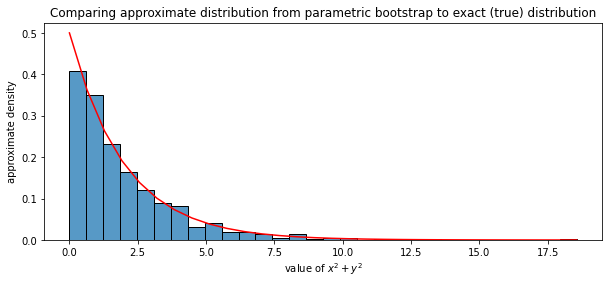 Comparing approximate distribution from parametric bootstrap to exact (true) distribution
0.5
0.4
0.3
0.2
0.1
0.0
approximate density
0.0 2.5 5.0 7.5 10.0 12.5 15.0 17.5
value of x² + y²